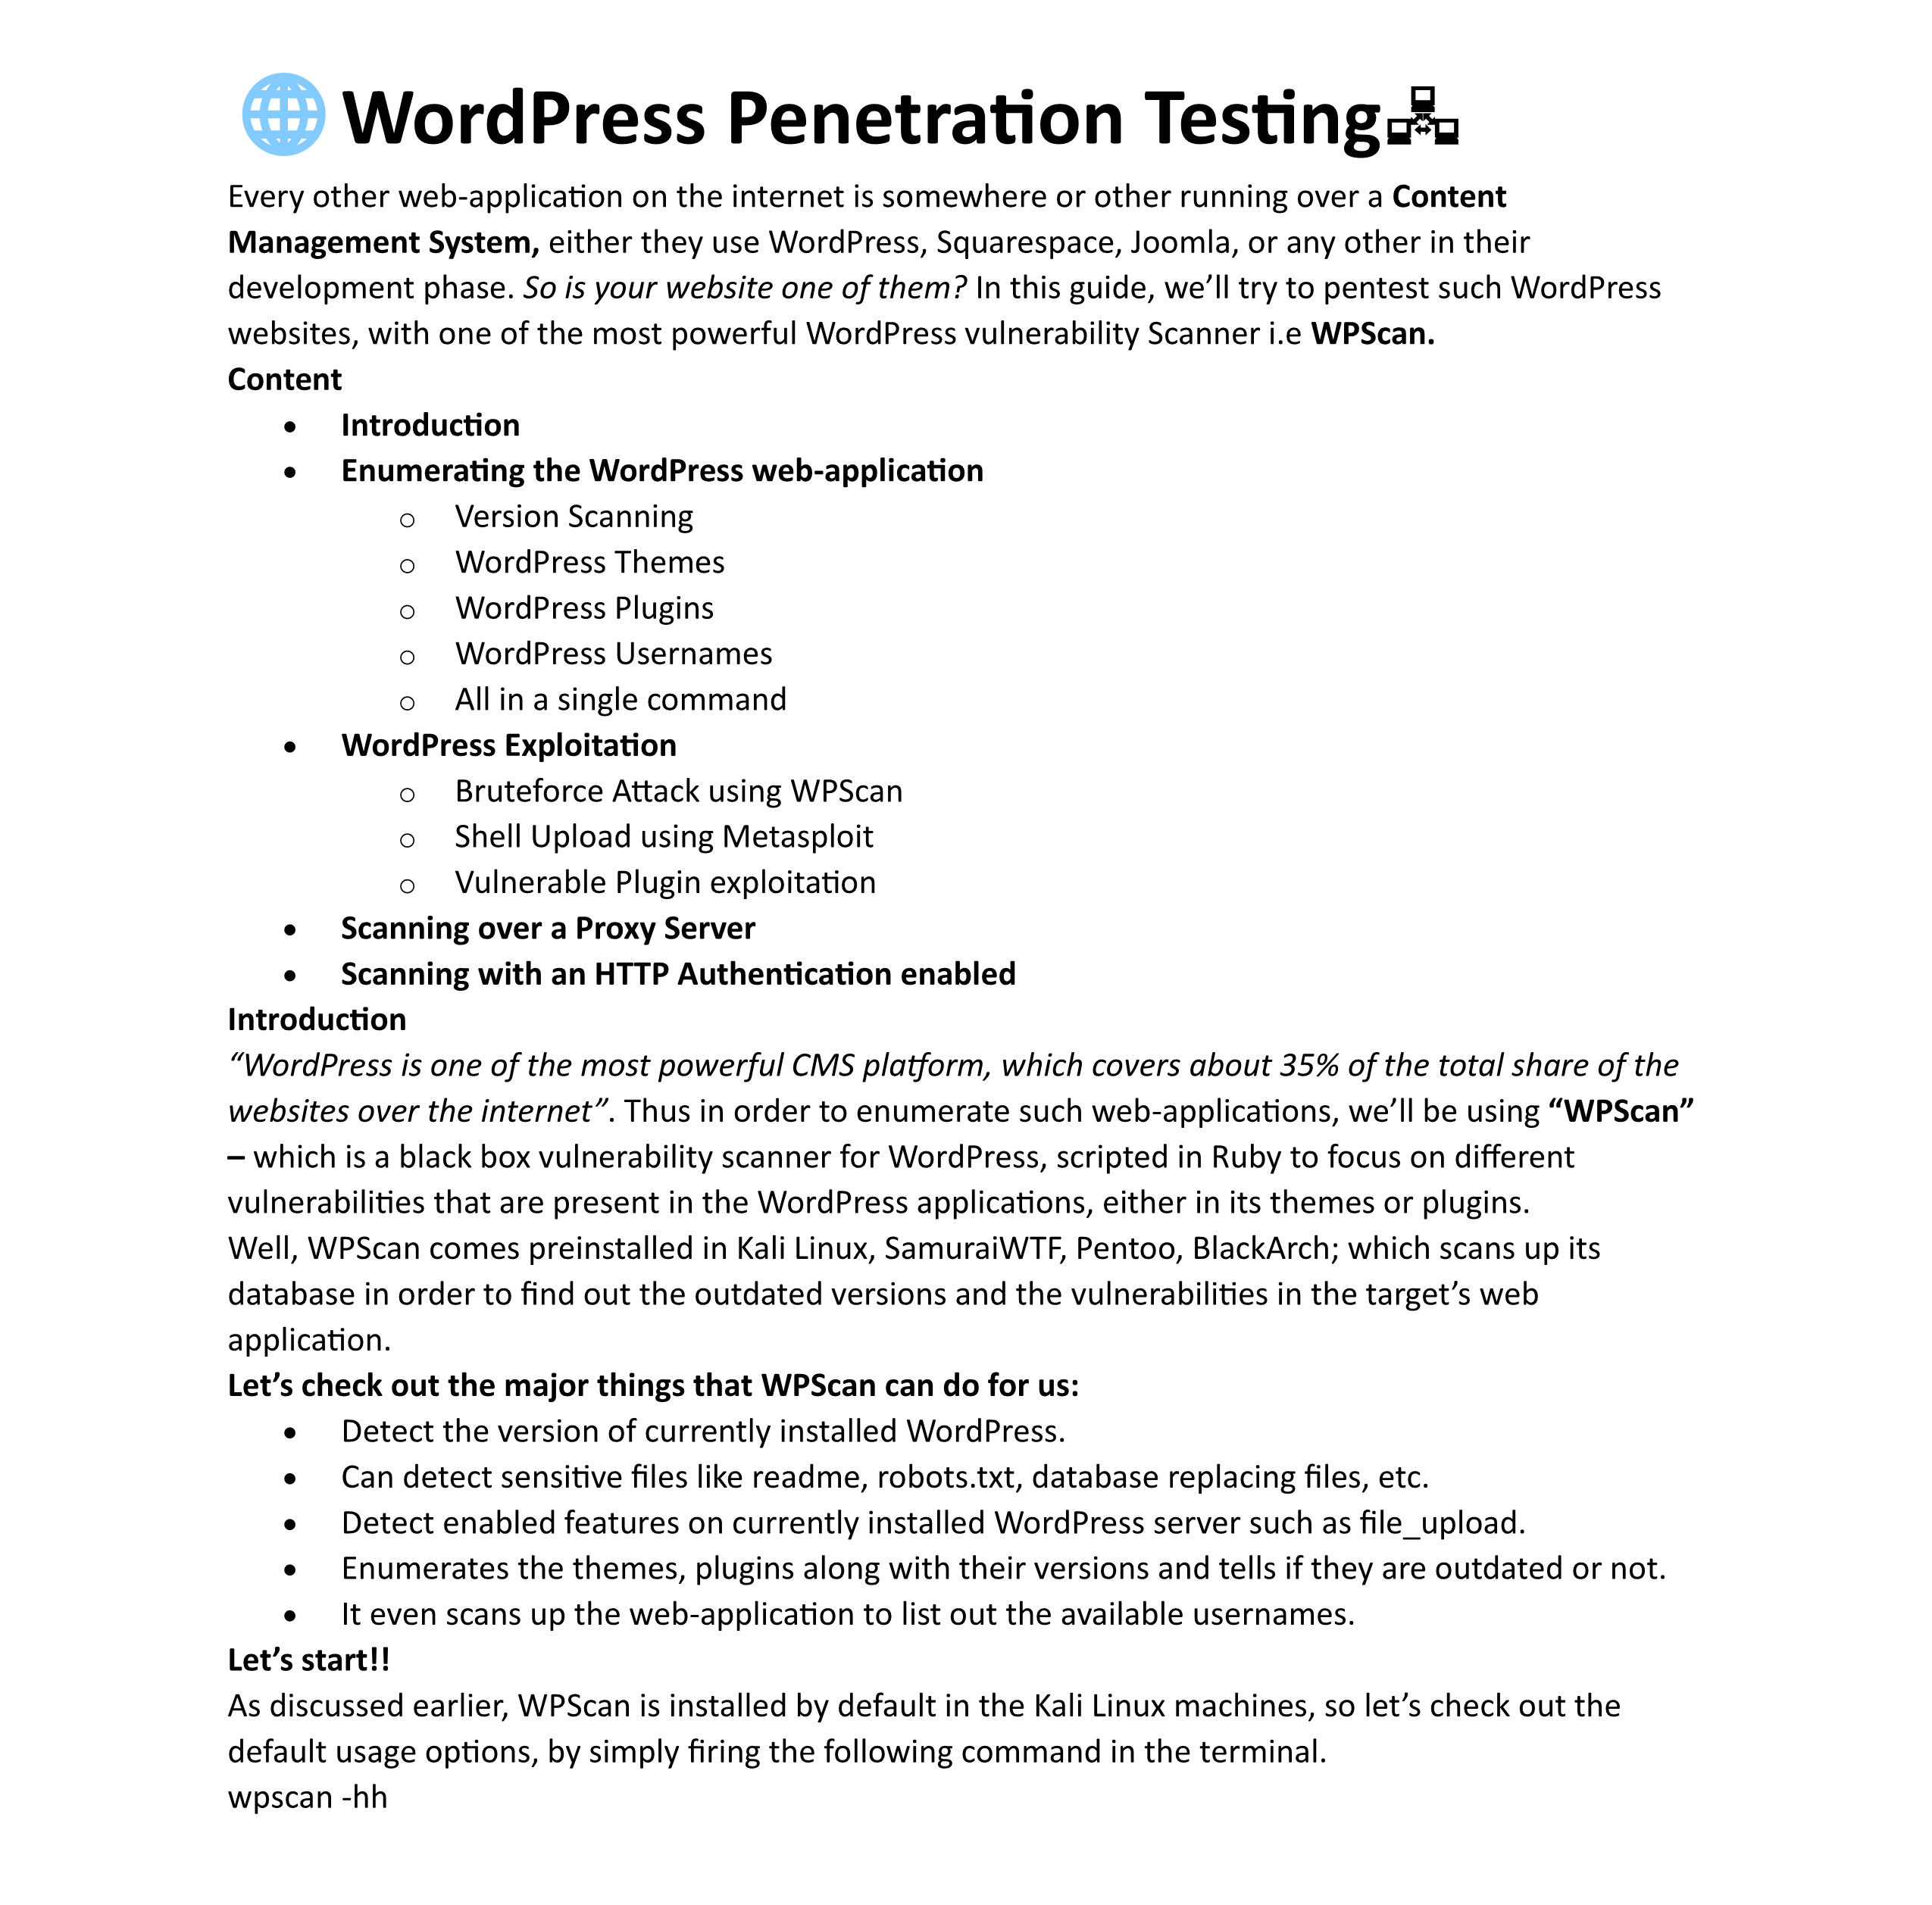 WordPress Penetration Testing
Every other web-application on the internet is somewhere or other running over a Content
Management System, either they use WordPress, Squarespace, Joomla, or any other in their
development phase. So is your website one of them? In this guide, we’ll try to pentest such WordPress
websites, with one of the most powerful WordPress vulnerability Scanner i.e WPScan.
Content
• Introduction
• Enumerating the WordPress web-application
o Version Scanning
o WordPress Themes
o WordPress Plugins
o WordPress Usernames
o All in a single command
• WordPress Exploitation
o Bruteforce Attack using WPScan
o Shell Upload using Metasploit
o Vulnerable Plugin exploitation
• Scanning over a Proxy Server
• Scanning with an HTTP Authentication enabled
Introduction
“WordPress is one of the most powerful CMS platform, which covers about 35% of the total share of the
websites over the internet”. Thus in order to enumerate such web-applications, we’ll be using “WPScan”
– which is a black box vulnerability scanner for WordPress, scripted in Ruby to focus on different
vulnerabilities that are present in the WordPress applications, either in its themes or plugins.
Well, WPScan comes preinstalled in Kali Linux, SamuraiWTF, Pentoo, BlackArch; which scans up its
database in order to find out the outdated versions and the vulnerabilities in the target’s web
application.
Let’s check out the major things that WPScan can do for us:
• Detect the version of currently installed WordPress.
• Can detect sensitive files like readme, robots.txt, database replacing files, etc.
• Detect enabled features on currently installed WordPress server such as file_upload.
• Enumerates the themes, plugins along with their versions and tells if they are outdated or not.
• It even scans up the web-application to list out the available usernames.
Let’s start!!
As discussed earlier, WPScan is installed by default in the Kali Linux machines, so let’s check out the
default usage options, by simply firing the following command in the terminal.
wpscan -hh